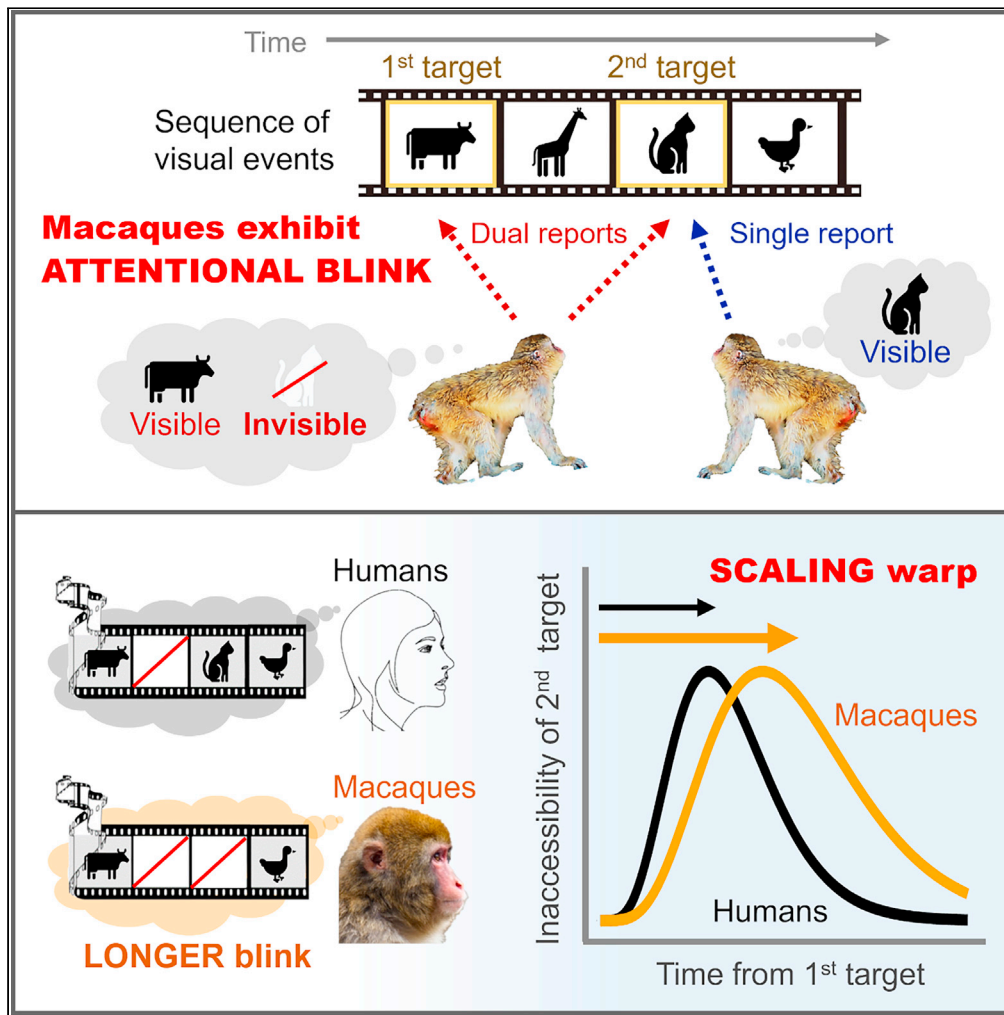 Time
1st target
2nd target
Sequence of
visual events
Macaques exhibit
ATTENTIONAL BLINK
Dual reports
Single report
Visible
Visible
Invisible
Humans
Macaques
LONGER blink
SCALING warp
Inaccessibility of 2nd target
Macaques
Humans
Time from 1st target